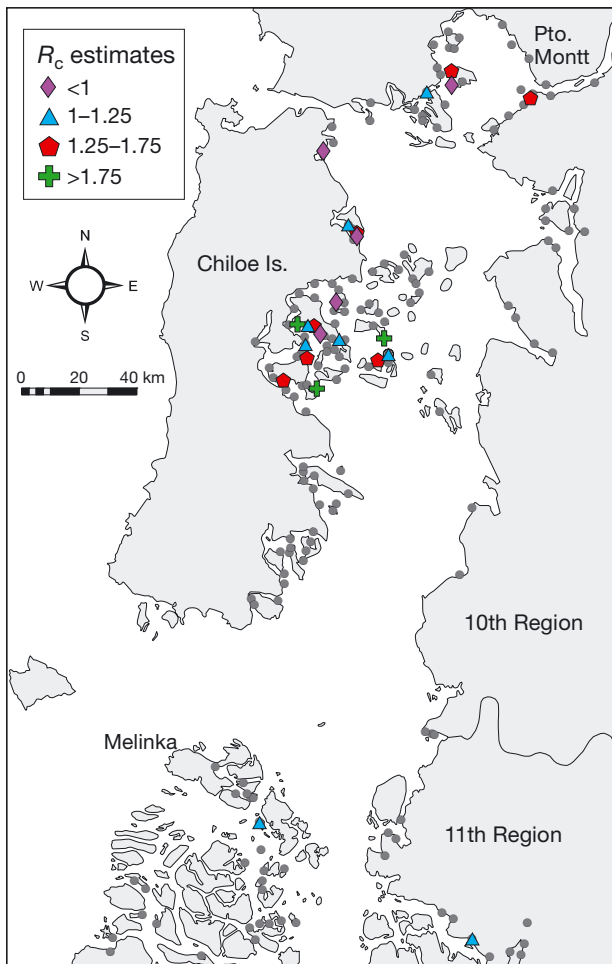 Rc estimates
<1
1–1.25
1.25–1.75
>1.75
Pto.
Montt
N
W
E
S
Chiloe Is.
0 20 40 km
10th Region
Melinka
11th Region